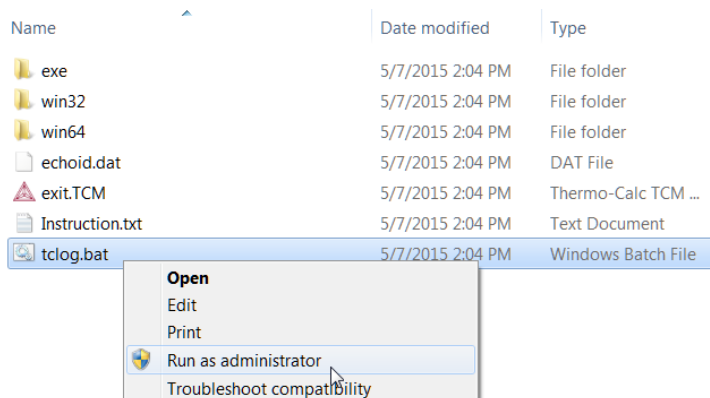 Name Date modified Type
exe 5/7/2015 2:04 PM File folder
win32 5/7/2015 2:04 PM File folder
win64 5/7/2015 2:04 PM File folder
echoid.dat 5/7/2015 2:04 PM DAT File
exit.TCM 5/7/2015 2:04 PM Thermo-Calc TCM ...
Instruction.txt 5/7/2015 2:04 PM Text Document
tclog.bat 5/7/2015 2:04 PM Windows Batch File
Open
Edit
Print
Run as administrator
Troubleshoot compatibility